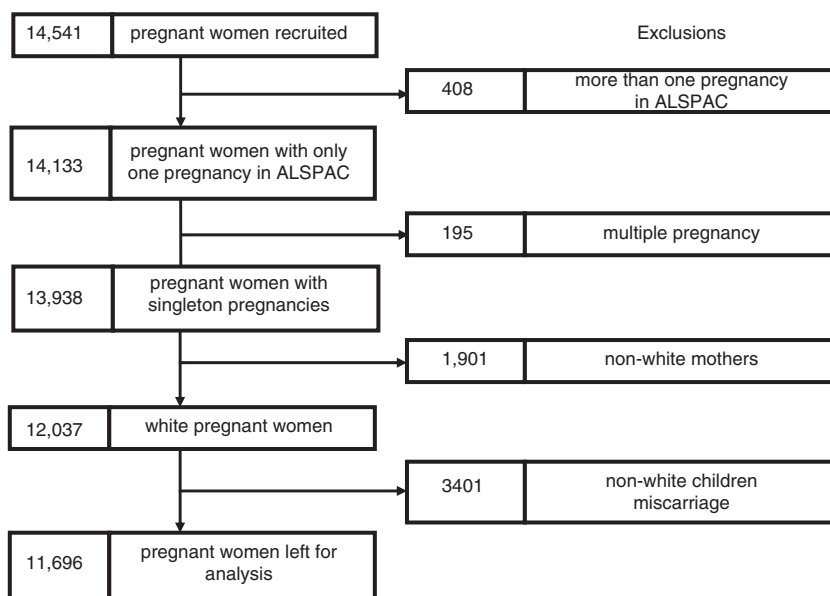 14,541 pregnant women recruited
Exclusions
408 more than one pregnancy
in ALSPAC
14,133 pregnant women with only
one pregnancy in ALSPAC
195 multiple pregnancy
13,938 pregnant women with
singleton pregnancies
1,901 non-white mothers
12,037 white pregnant women
3401 non-white children
miscarriage
11,696 pregnant women left for
analysis